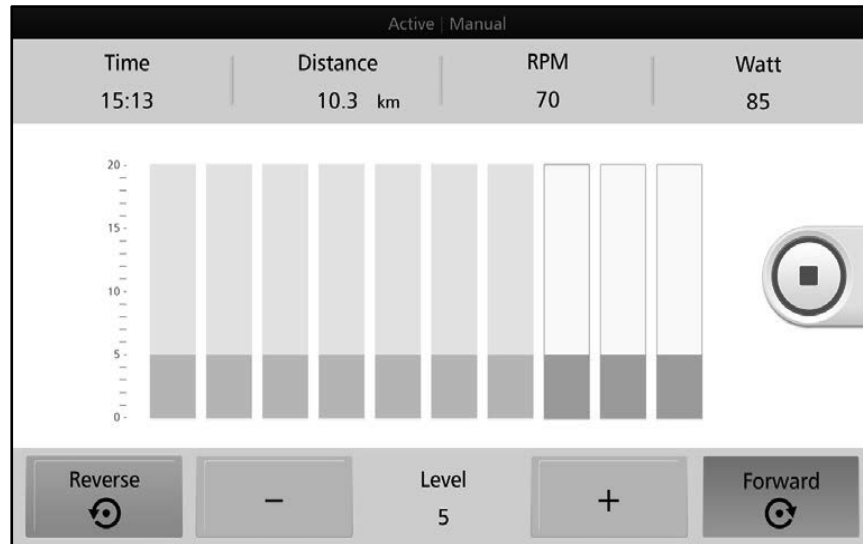 Active | Manual
Time Distance RPM Watt
15:13 10.3 km 70 85
20
15
10
5
0
Reverse - Level + Forward
5